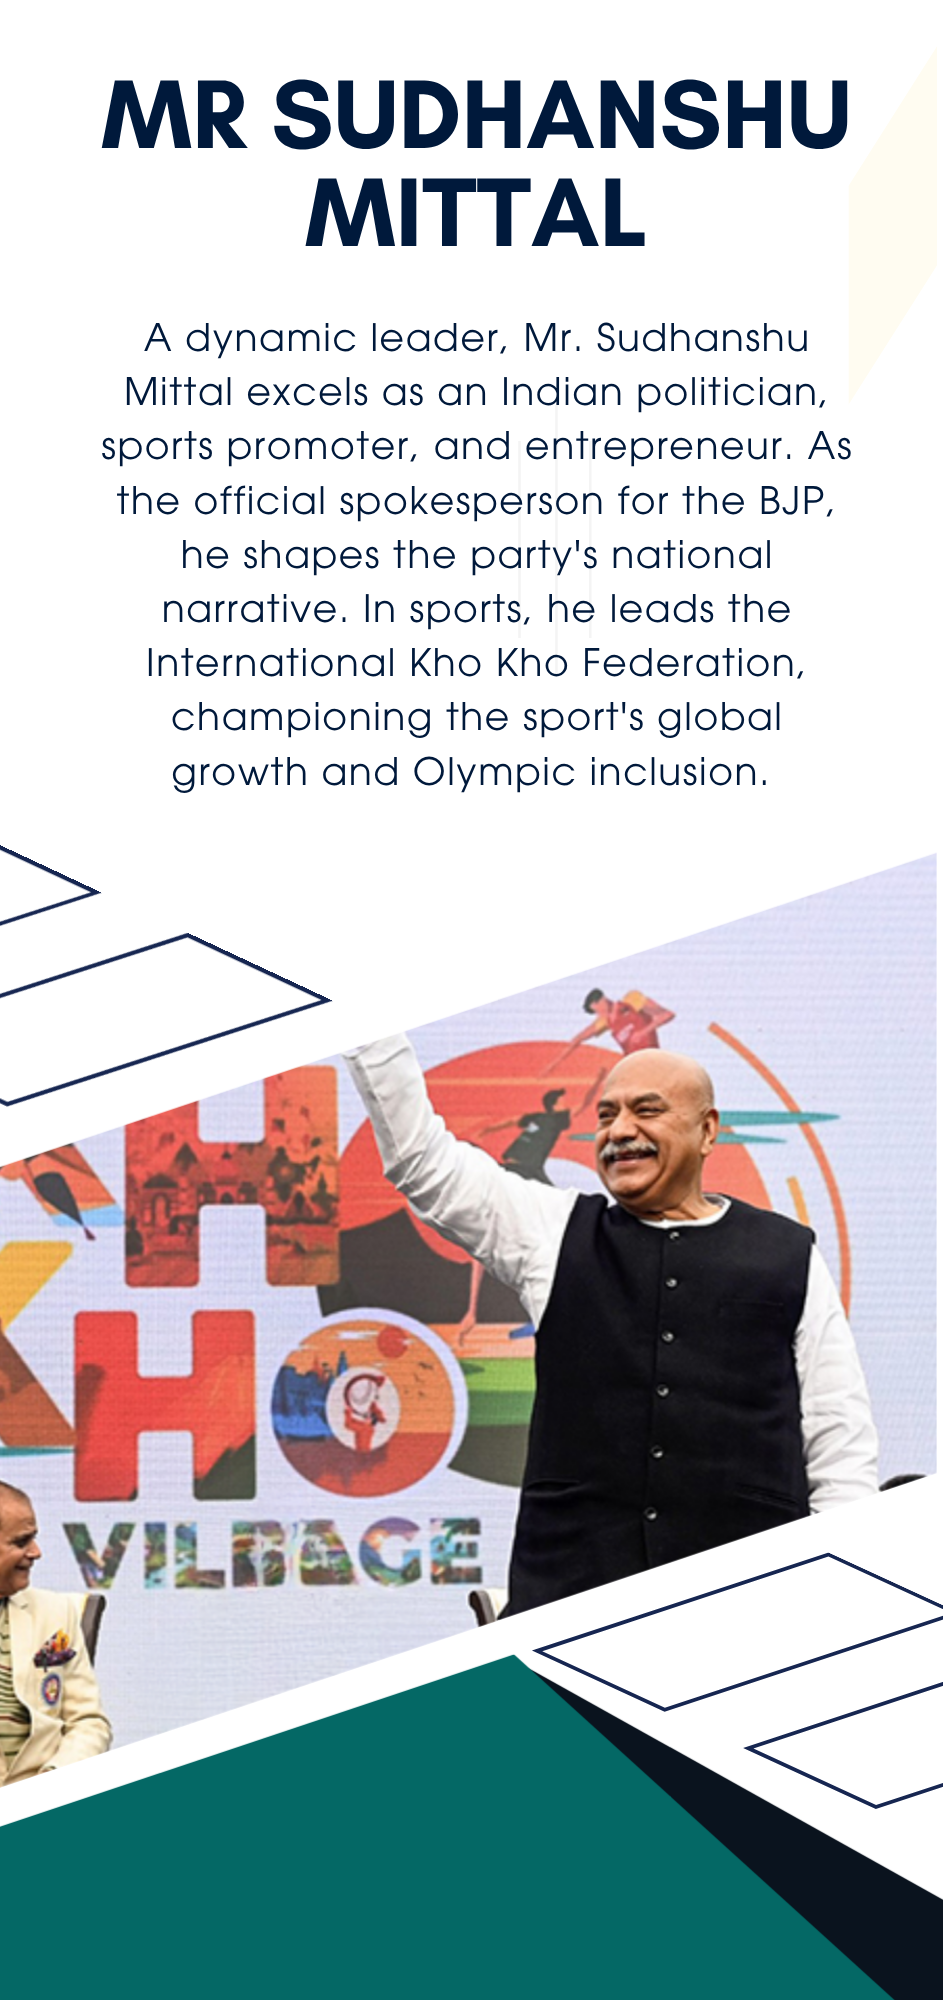 MR SUDHANSHU
MITTAL
A dynamic leader, Mr. Sudhanshu
Mittal excels as an Indian politician,
sports promoter, and entrepreneur. As
the official spokesperson for the BJP,
he shapes the party's national
narrative. In sports, he leads the
International Kho Kho Federation,
championing the sport's global
growth and Olympic inclusion.
HO
KHO
VILLAGE